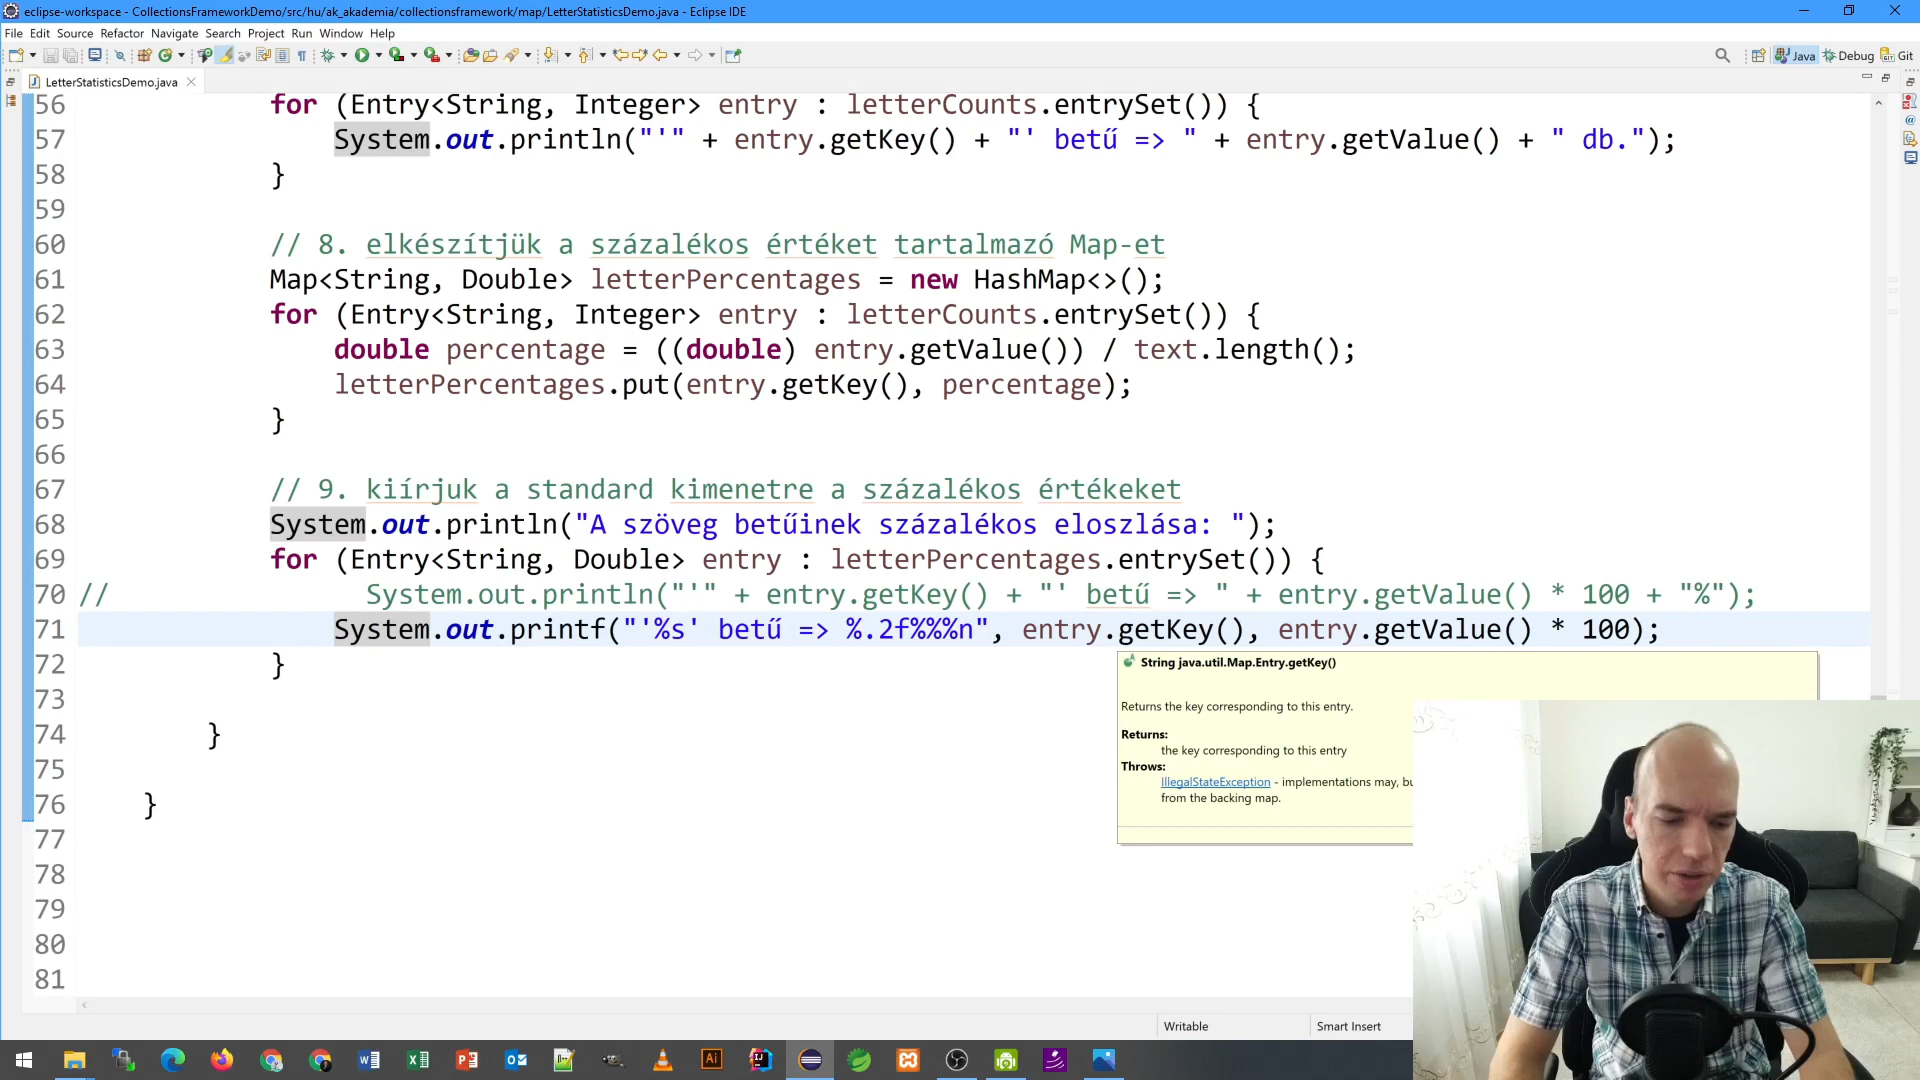 eclipse-workspace - CollectionsFrameworkDemo/src/hu/ak_akademia/collectionsframework/map/LetterStatisticsDemo.java - Eclipse IDE
File Edit Source Refactor Navigate Search Project Run Window Help
Java Debug Git
LetterStatisticsDemo.java
56 for (Entry<String, Integer> entry : letterCounts.entrySet()) {
57 System.out.println("'" + entry.getKey() + "' betű => " + entry.getValue() + " db.");
58 }
59
60 // 8. elkészítjük a százalékos értéket tartalmazó Map-et
61 Map<String, Double> letterPercentages = new HashMap<>();
62 for (Entry<String, Integer> entry : letterCounts.entrySet()) {
63 double percentage = ((double) entry.getValue()) / text.length();
64 letterPercentages.put(entry.getKey(), percentage);
65 }
66
67 // 9. kiírjuk a standard kimenetre a százalékos értékeket
68 System.out.println("A szöveg betűinek százalékos eloszlása: ");
69 for (Entry<String, Double> entry : letterPercentages.entrySet()) {
70 // System.out.println("'" + entry.getKey() + "' betű => " + entry.getValue() * 100 + "%");
71 System.out.printf("'%s' betű => %.2f%%%n", entry.getKey(), entry.getValue() * 100);
72 }
73
74 }
75
76 }
77
78
79
80
81
String java.util.Map.Entry.getKey()
Returns the key corresponding to this entry.
Returns:
the key corresponding to this entry
Throws:
IllegalStateException - implementations may, bu
from the backing map.
Writable Smart Insert